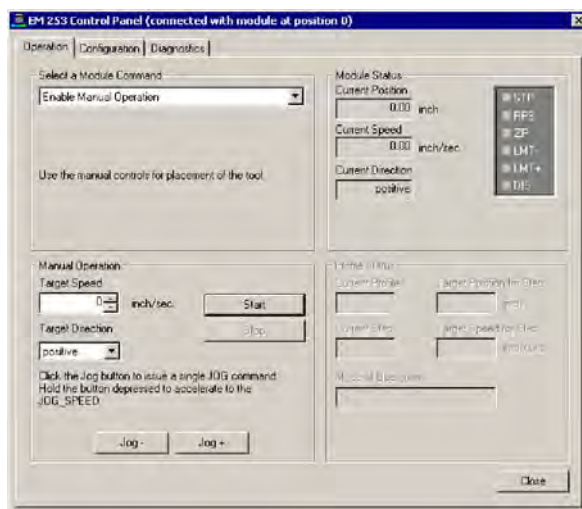 EM 253 Control Panel (connected with module at position 0)
Operation
Configuration
Diagnostics
Select a Module Command
Enable Manual Operation
Use the manual controls for placement of the tool.
Module Status
Current Position
0.00 inch
Current Speed
0.00 inch/sec
Current Direction
positive
STP
RPS
ZP
LMT-
LMT+
DIS
Manual Operation
Target Speed
0 inch/sec
Start
Stop
Target Direction
positive
Click the Jog button to issue a single JOG command
Hold the button depressed to accelerate to the
JOG_SPEED
Jog -
Jog +
Profile Status
Current Profile
Target Position for Step
inch
Current Step
Target Speed for Step
Close